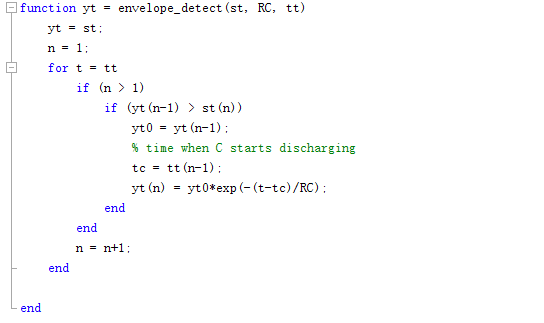 function yt = envelope_detect(st, RC, tt)
yt = st;
n = 1;
for t = tt
if (n > 1)
if (yt(n-1) > st(n))
yt0 = yt(n-1);
% time when C starts discharging
tc = tt(n-1);
yt(n) = yt0*exp(-(t-tc)/RC);
end
end
n = n+1;
end
end